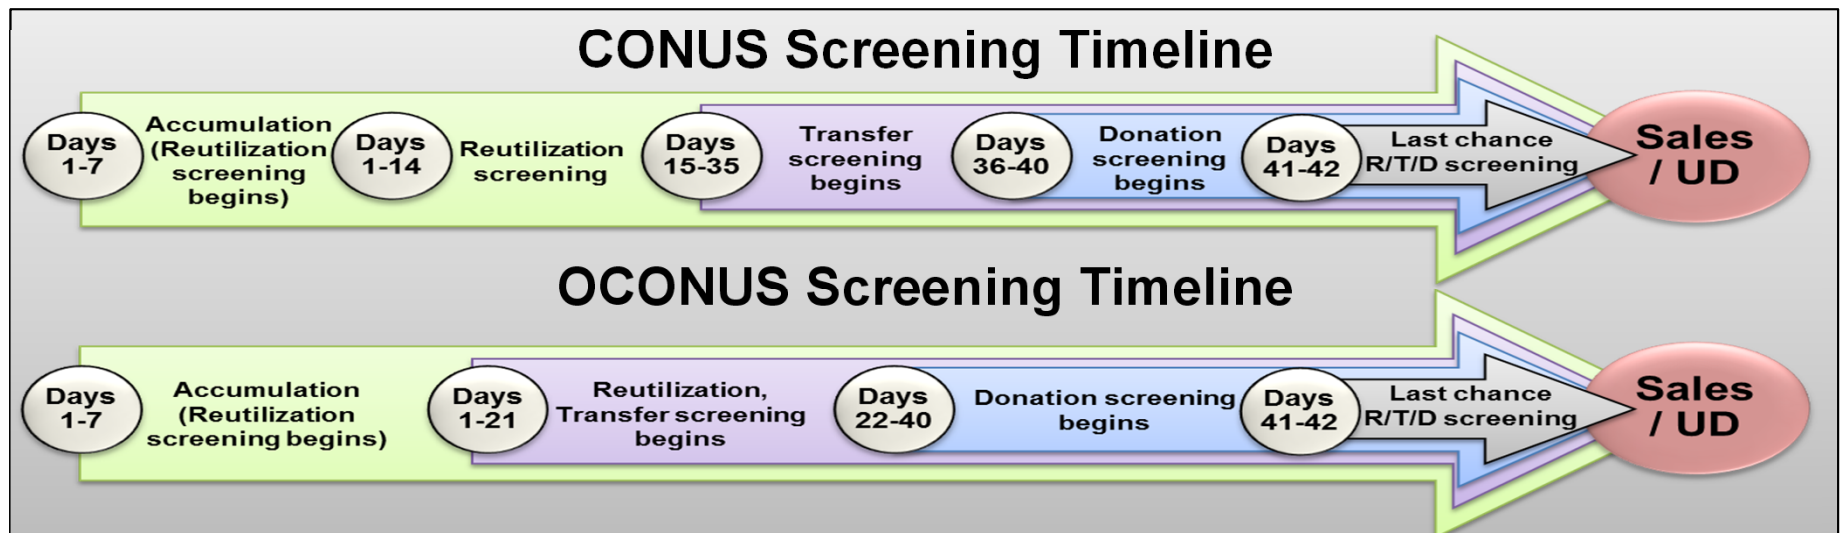 CONUS Screening Timeline
Days
1-7
Accumulation
(Reutilization
screening
begins)
Days
1-14
Reutilization
screening
Days
15-35
Transfer
screening
begins
Days
36-40
Donation
screening
begins
Days
41-42
Last chance
R/T/D screening
Sales
/ UD
OCONUS Screening Timeline
Days
1-7
Accumulation
(Reutilization
screening begins)
Days
1-21
Reutilization,
Transfer screening
begins
Days
22-40
Donation screening
begins
Days
41-42
Last chance
R/T/D screening
Sales
/ UD